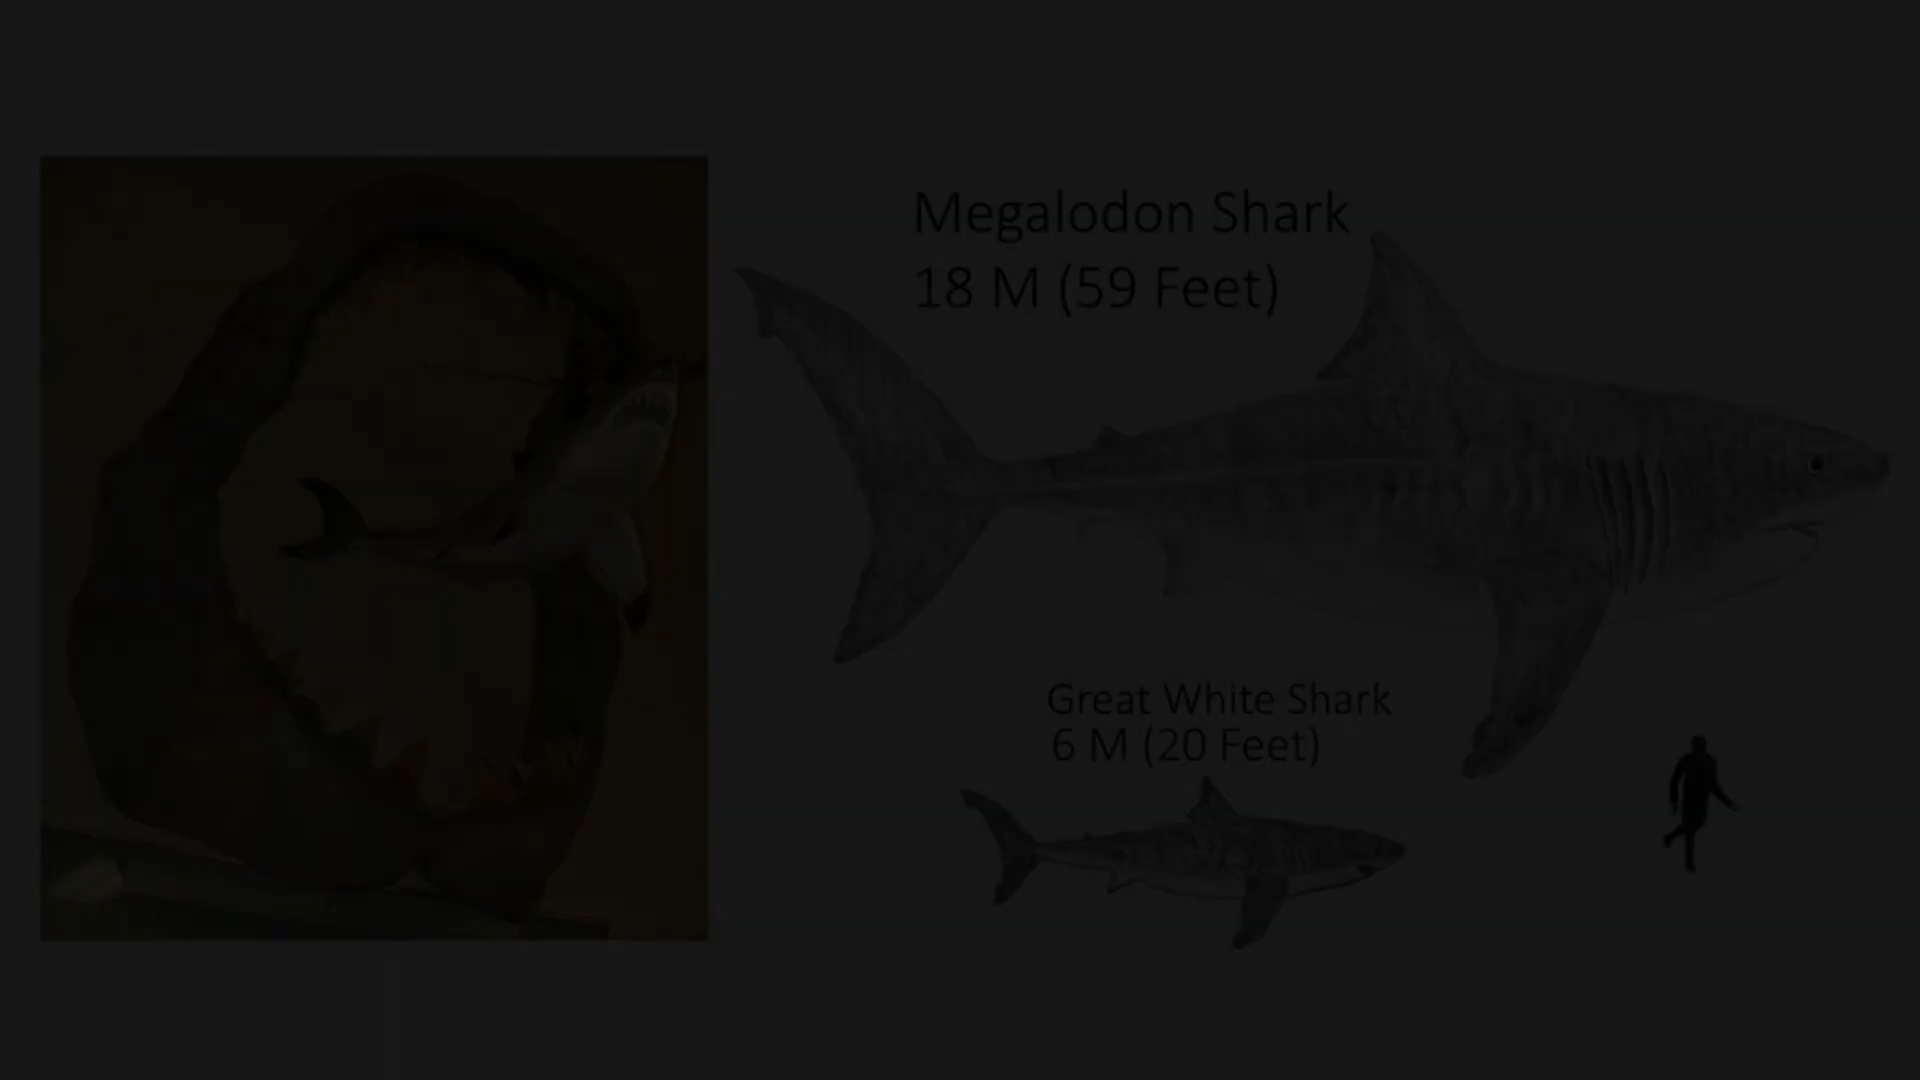 Megalodon Shark
18 M (59 Feet)
Great White Shark
6 M (20 Feet)